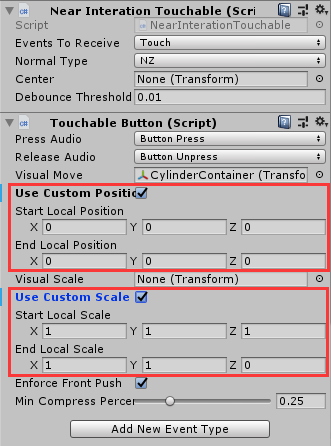 Near Interation Touchable (Scri
Script NearInterationTouchable
Events To Receive Touch
Normal Type NZ
Center None (Transform)
Debounce Threshold 0.01
Touchable Button (Script)
Press Audio Button Press
Release Audio Button Unpress
Visual Move CylinderContainer (Transfo
Use Custom Positio
Start Local Position
X 0 Y 0 Z 0
End Local Position
X 0 Y 0 Z 0
Visual Scale None (Transform)
Use Custom Scale
Start Local Scale
X 1 Y 1 Z 1
End Local Scale
X 1 Y 1 Z 0
Enforce Front Push
Min Compress Percer 0.25
Add New Event Type